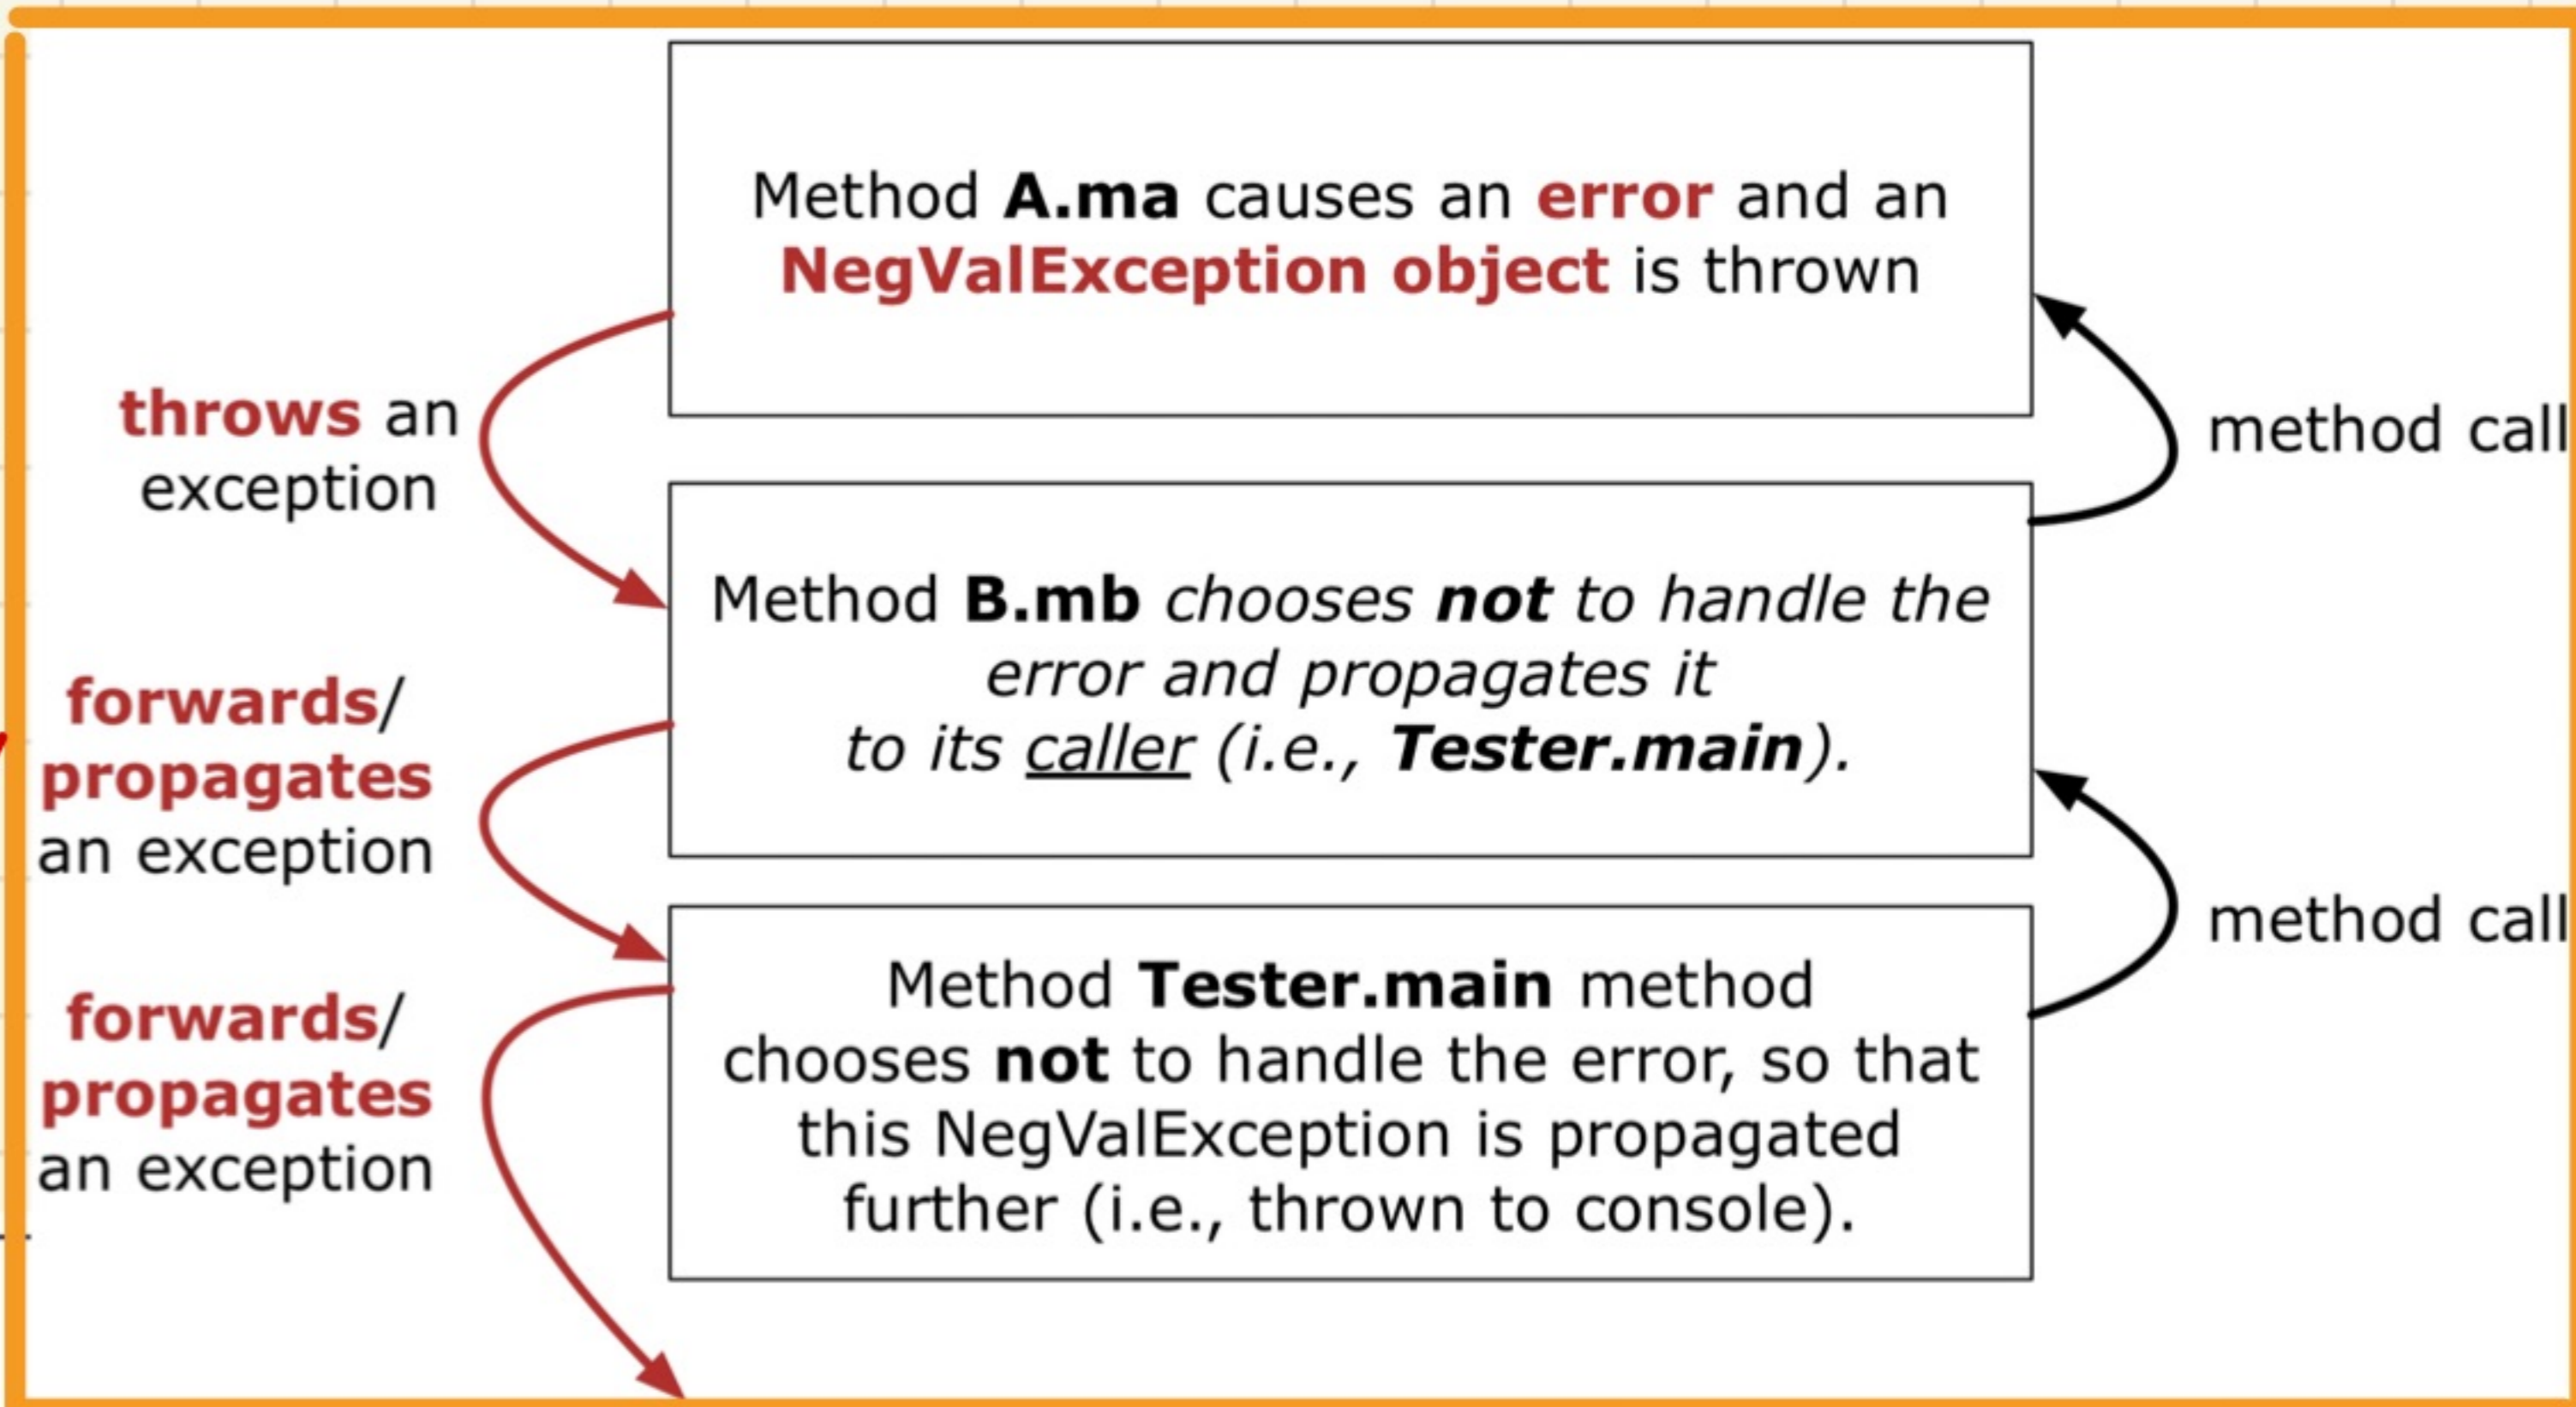 Method A.ma causes an error and an
NegValException object is thrown
throws an
exception
method call
Method B.mb chooses not to handle the
error and propagates it
to its caller (i.e., Tester.main).
forwards/
propagates
an exception
method call
Method Tester.main method
chooses not to handle the error, so that
this NegValException is propagated
further (i.e., thrown to console).
forwards/
propagates
an exception